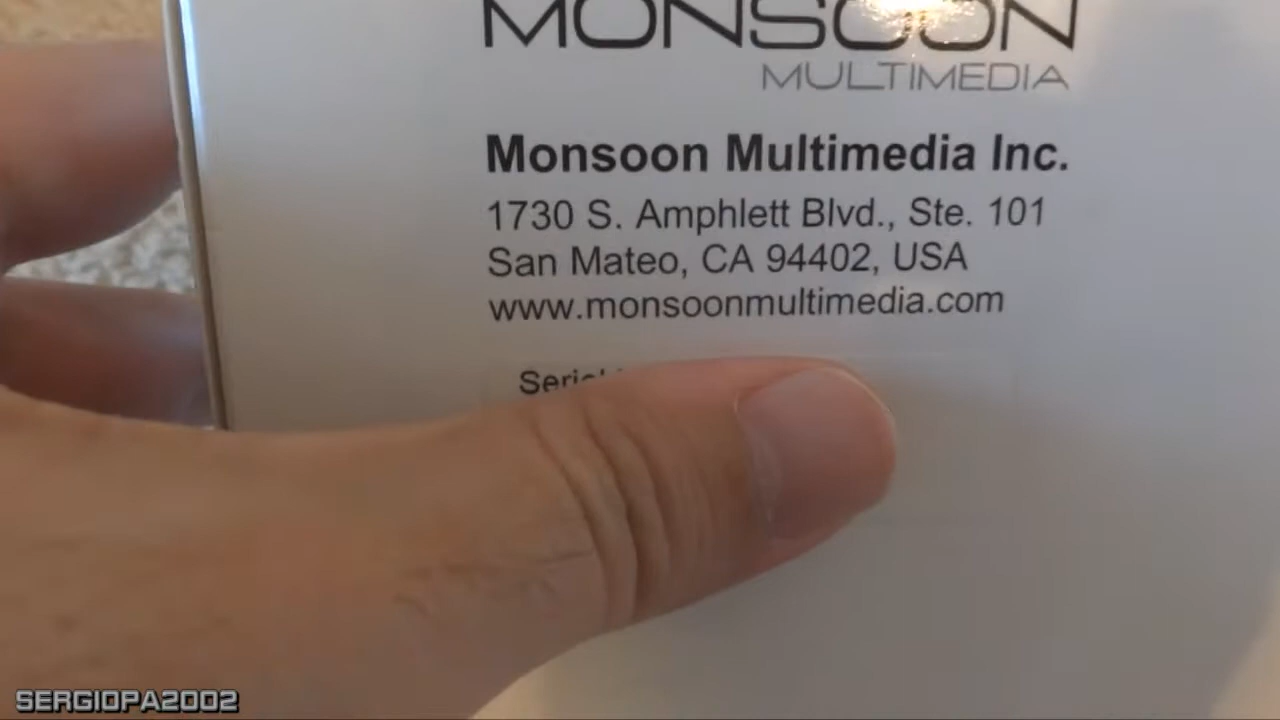 MONSOON
MULTIMEDIA
Monsoon Multimedia Inc.
1730 S. Amphlett Blvd., Ste. 101
San Mateo, CA 94402, USA
www.monsoonmultimedia.com
SERGIOPA2002